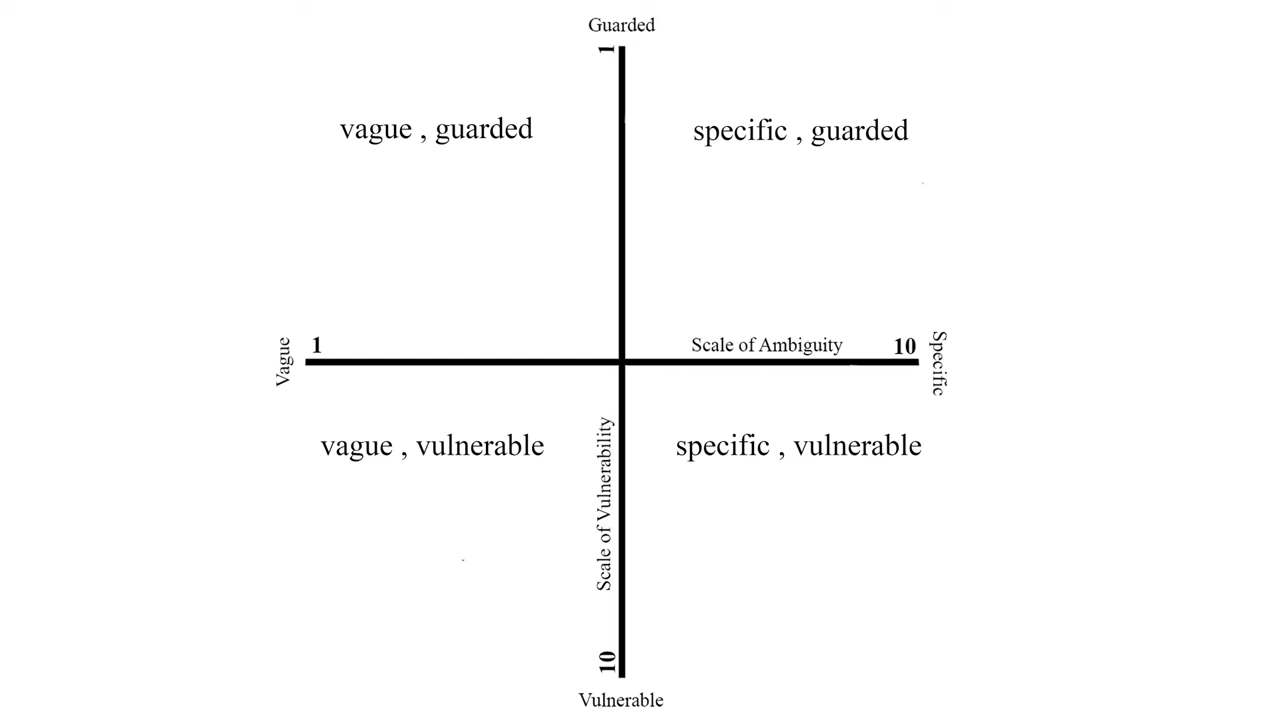 Guarded
1
vague , guarded
specific , guarded
Vague
1
Scale of Ambiguity
10
Specific
vague , vulnerable
Scale of Vulnerability
specific , vulnerable
10
Vulnerable